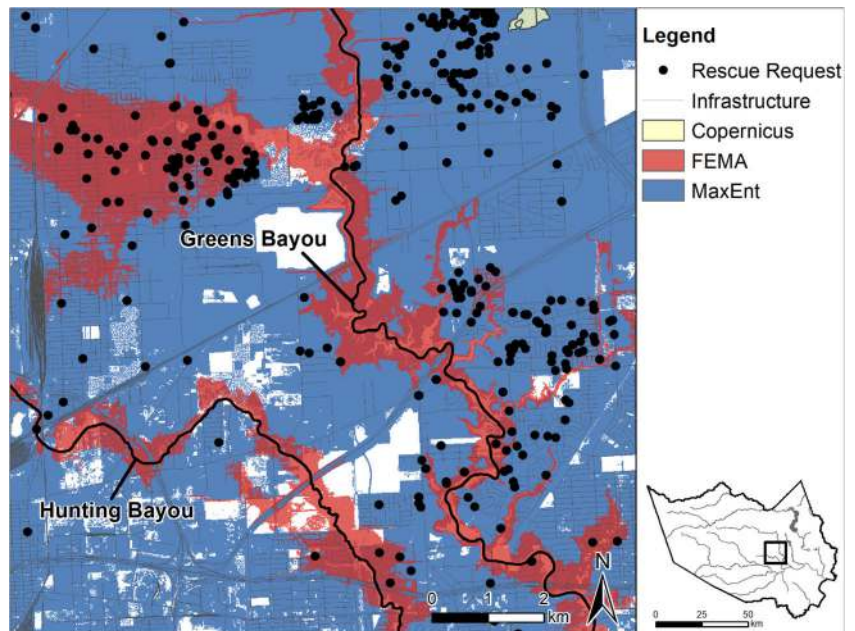 Legend
Rescue Request
Infrastructure
Copernicus
FEMA
MaxEnt
Greens Bayou
Hunting Bayou
N
0 1 2
km
0 25 50
km